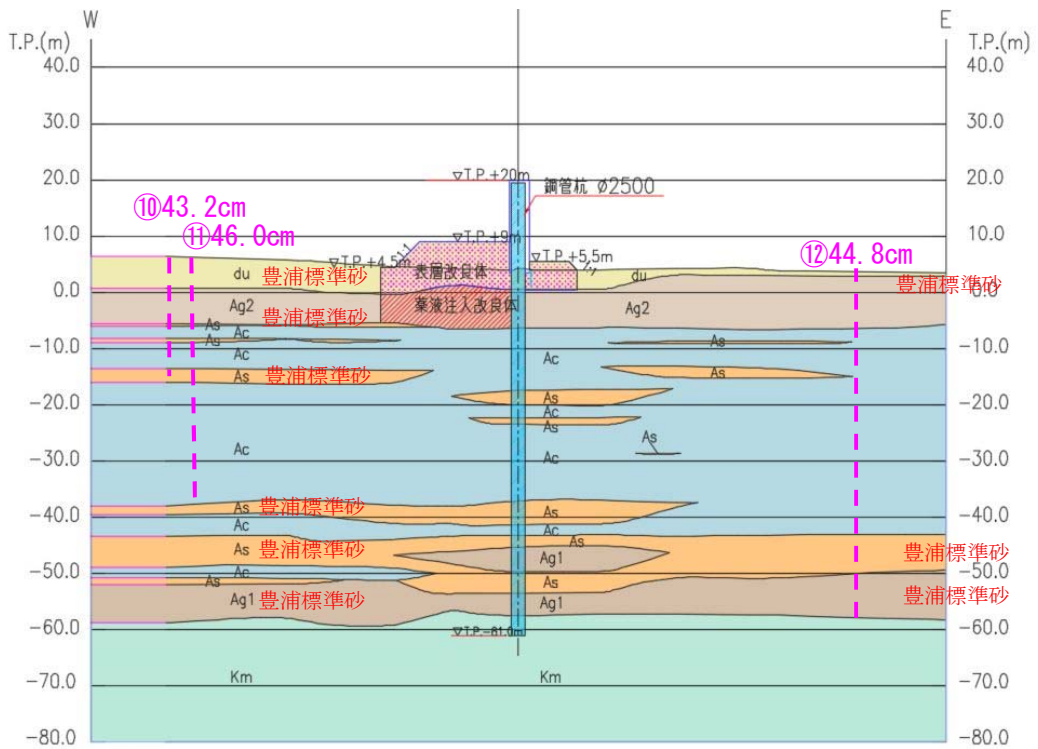 W
E
T.P.(m)
T.P.(m)
40.0
40.0
30.0
30.0
▽T.P.+20m
20.0
鋼管杭 ø2500
20.0
⑩43.2cm
⑪46.0cm
10.0
▽T.P.+9m
10.0
⑫44.8cm
1:1
▽T.P.+4.5m
▽T.P.+5.5m
1:1
du
豊浦標準砂
表層改良体
du
豊浦標準砂
0.0
0.0
Ag2
薬液注入改良体
Ag2
豊浦標準砂
As
Ac
As
As
-10.0
-10.0
Ac
Ac
As
豊浦標準砂
As
-20.0
As
-20.0
Ac
As
As
-30.0
Ac
Ac
-30.0
As
豊浦標準砂
As
-40.0
-40.0
Ac
Ac
As
As
豊浦標準砂
Ag1
豊浦標準砂
-50.0
Ac
-50.0
As
As
Ag1
豊浦標準砂
Ag1
豊浦標準砂
-60.0
▽T.P.-61.0m
-60.0
Km
Km
-70.0
-70.0
-80.0
-80.0